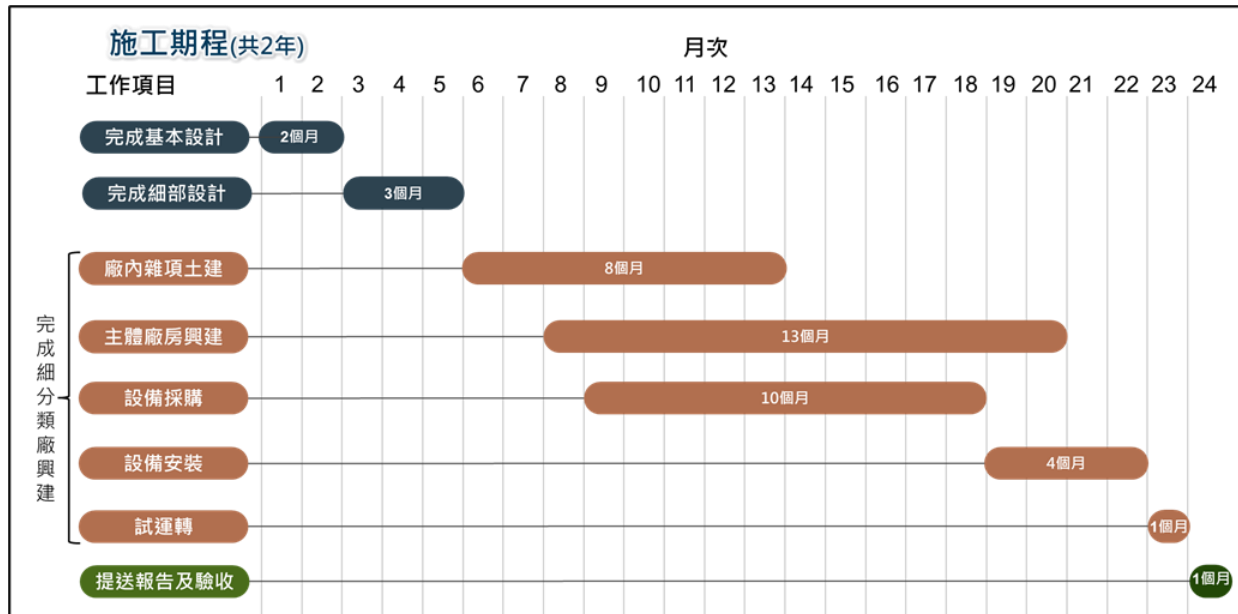 施工期程(共2年)
月次
工作項目 1 2 3 4 5 6 7 8 9 10 11 12 13 14 15 16 17 18 19 20 21 22 23 24
完成基本設計 2個月
完成細部設計 3個月
完成細分類廠興建
廠內雜項土建 8個月
主體廠房興建 13個月
設備採購 10個月
設備安裝 4個月
試運轉 1個月
提送報告及驗收 1個月